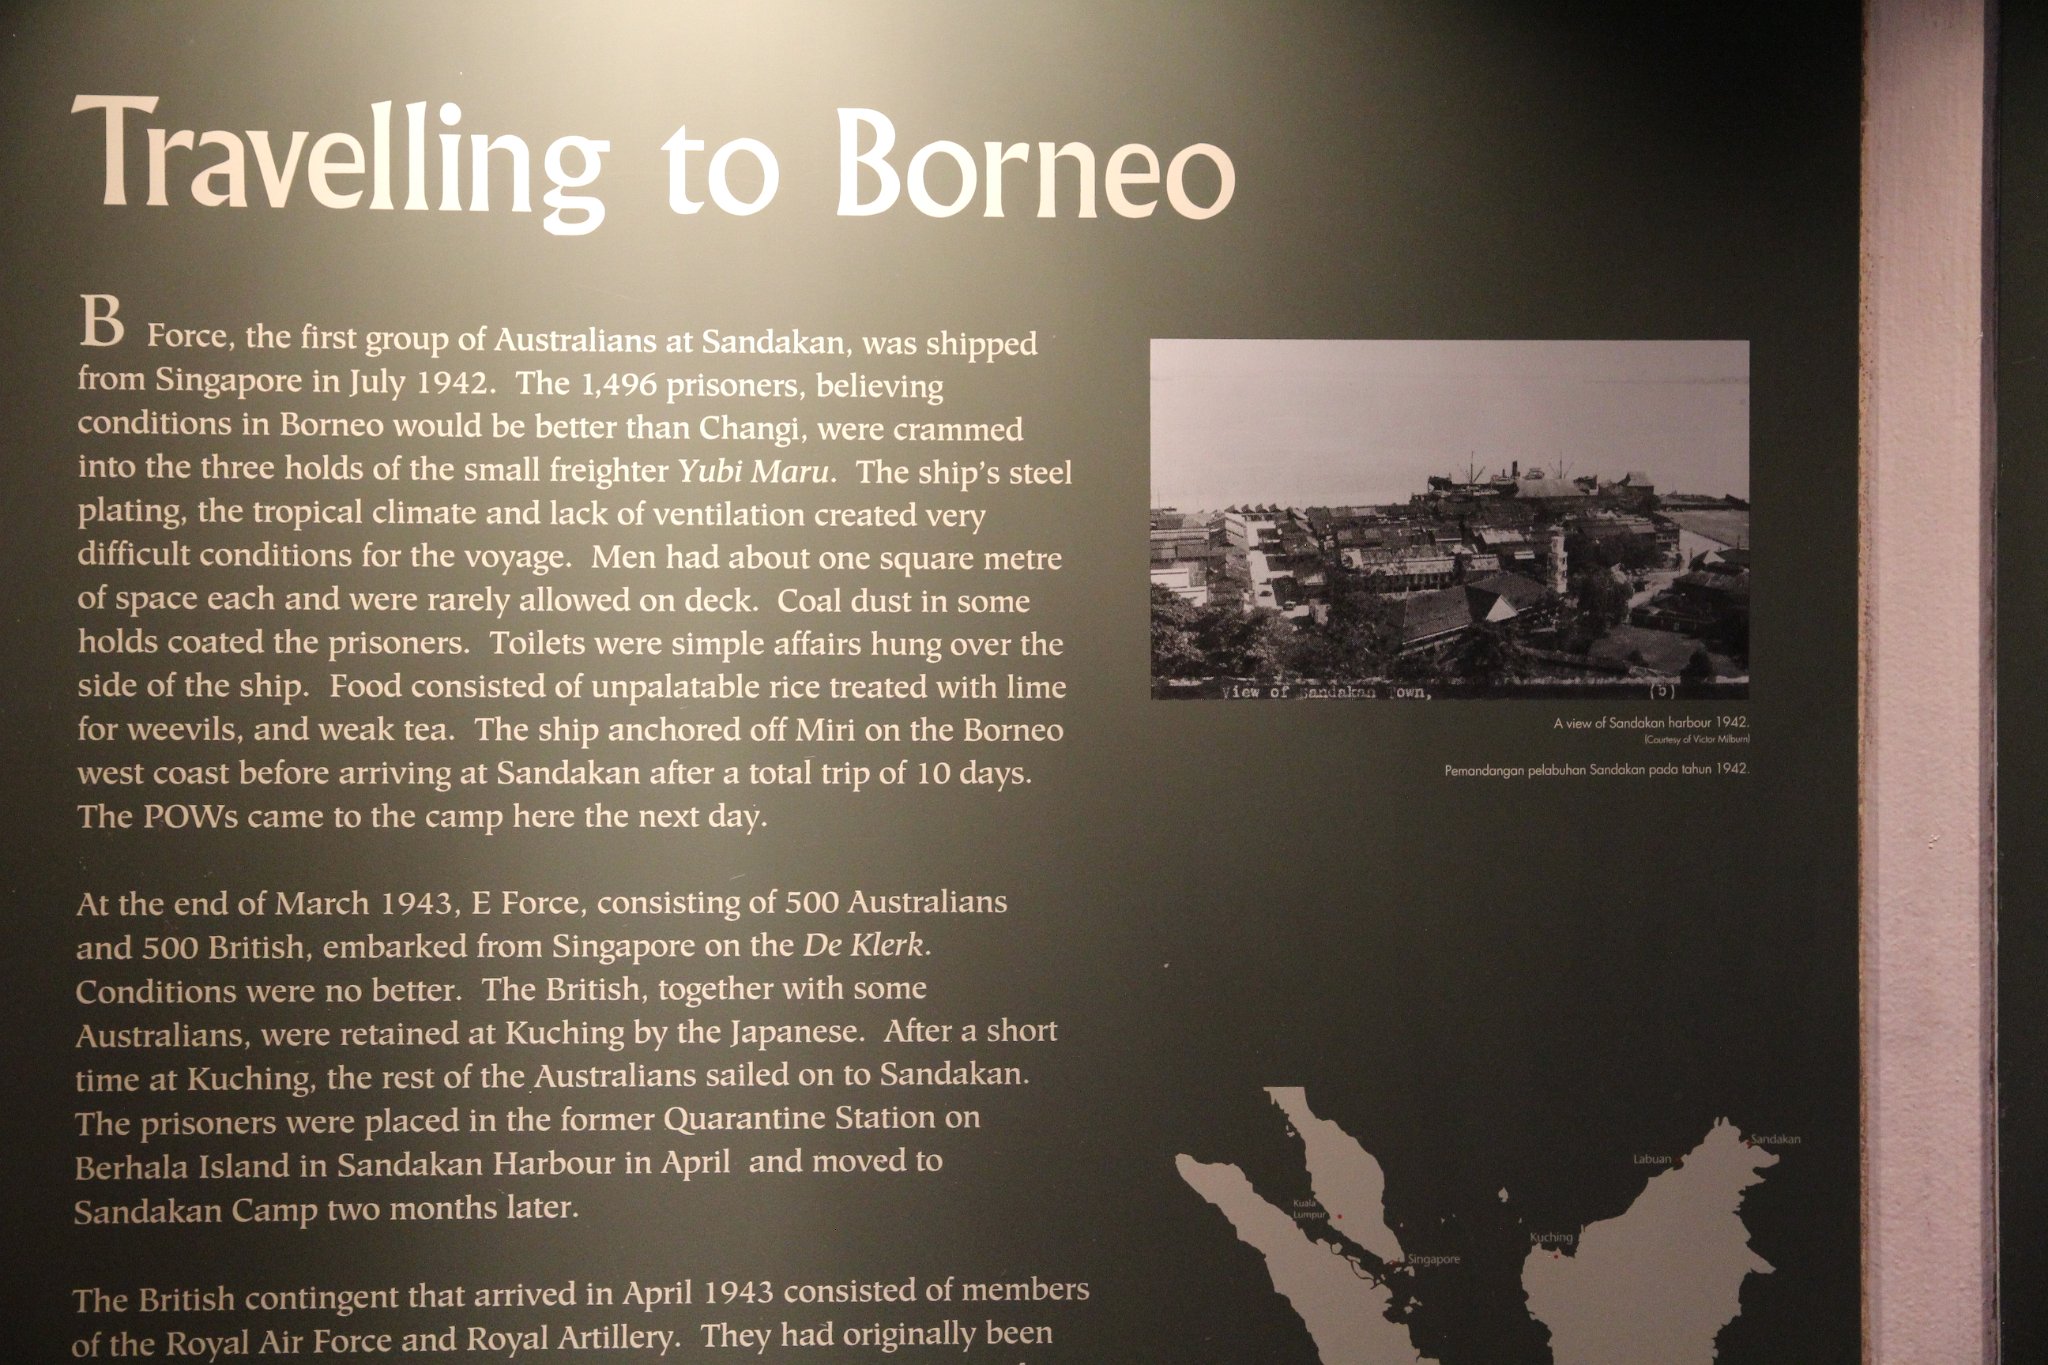 Travelling to Borneo
B Force, the first group of Australians at Sandakan, was shipped
from Singapore in July 1942. The 1,496 prisoners, believing
conditions in Borneo would be better than Changi, were crammed
into the three holds of the small freighter Yubi Maru. The ship's steel
plating, the tropical climate and lack of ventilation created very
difficult conditions for the voyage. Men had about one square metre
of space each and were rarely allowed on deck. Coal dust in some
holds coated the prisoners. Toilets were simple affairs hung over the
side of the ship. Food consisted of unpalatable rice treated with lime
for weevils, and weak tea. The ship anchored off Miri on the Borneo
west coast before arriving at Sandakan after a total trip of 10 days.
The POWs came to the camp here the next day.
At the end of March 1943, E Force, consisting of 500 Australians
and 500 British, embarked from Singapore on the De Klerk.
Conditions were no better. The British, together with some
Australians, were retained at Kuching by the Japanese. After a short
time at Kuching, the rest of the Australians sailed on to Sandakan.
The prisoners were placed in the former Quarantine Station on
Berhala Island in Sandakan Harbour in April and moved to
Sandakan Camp two months later.
The British contingent that arrived in April 1943 consisted of members
of the Royal Air Force and Royal Artillery. They had originally been
View of Sandakan Town, (5)
A view of Sandakan harbour 1942.
(Courtesy of Victor Milburn)
Pemandangan pelabuhan Sandakan pada tahun 1942.
Sandakan
Labuan
Kuala
Lumpur
Kuching
Singapore